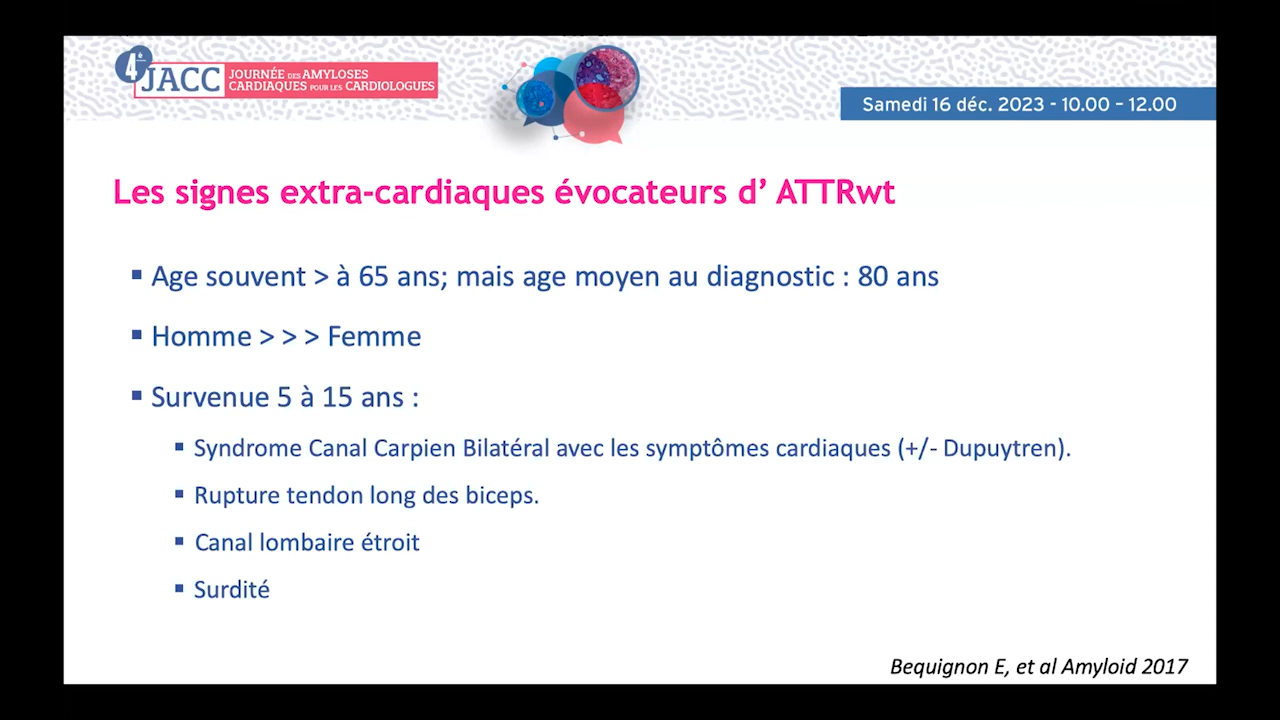 4e JACC JOURNÉE DES AMYLOSES
CARDIAQUES POUR LES CARDIOLOGUES
Samedi 16 déc. 2023 - 10.00 – 12.00
Les signes extra-cardiaques évocateurs d’ ATTRwt
▪ Age souvent > à 65 ans; mais age moyen au diagnostic : 80 ans
▪ Homme > > > Femme
▪ Survenue 5 à 15 ans :
▪ Syndrome Canal Carpien Bilatéral avec les symptômes cardiaques (+/- Dupuytren).
▪ Rupture tendon long des biceps.
▪ Canal lombaire étroit
▪ Surdité
Bequignon E, et al Amyloid 2017